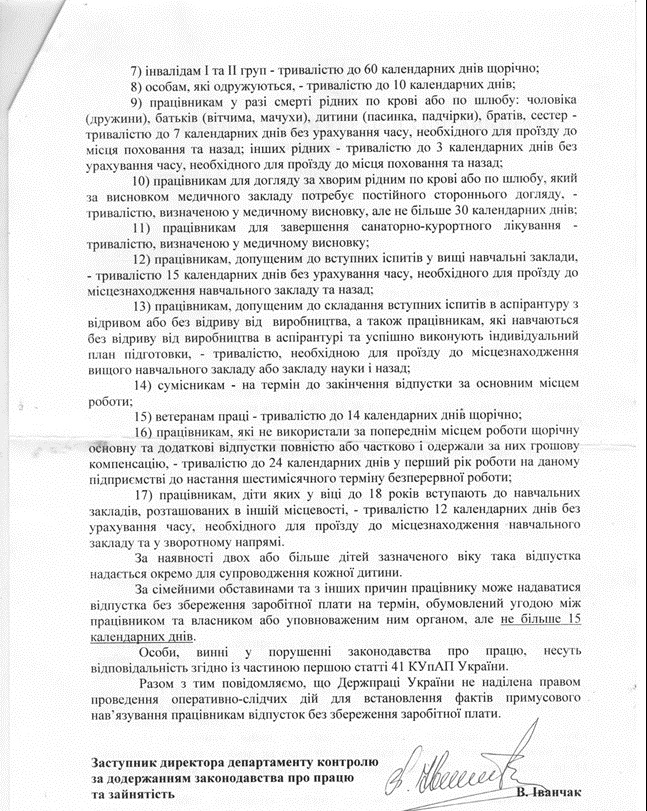 7) інвалідам І та ІІ груп - тривалістю до 60 календарних днів щорічно;
8) особам, які одружуються, - тривалістю до 10 календарних днів;
9) працівникам у разі смерті рідних по крові або по шлюбу: чоловіка
(дружини), батьків (вітчима, мачухи), дитини (пасинка, падчірки), братів, сестер -
тривалістю до 7 календарних днів без урахування часу, необхідного для проїзду до
місця поховання та назад; інших рідних - тривалістю до 3 календарних днів без
урахування часу, необхідного для проїзду до місця поховання та назад;
10) працівникам для догляду за хворим рідним по крові або по шлюбу, який
за висновком медичного закладу потребує постійного стороннього догляду, -
тривалістю, визначеною у медичному висновку, але не більше 30 календарних днів;
11) працівникам для завершення санаторно-курортного лікування -
тривалістю, визначеною у медичному висновку;
12) працівникам, допущеним до вступних іспитів у вищі навчальні заклади,
- тривалістю 15 календарних днів без урахування часу, необхідного для проїзду до
місцезнаходження навчального закладу та назад;
13) працівникам, допущеним до складання вступних іспитів в аспірантуру з
відривом або без відриву від виробництва, а також працівникам, які навчаються
без відриву від виробництва в аспірантурі та успішно виконують індивідуальний
план підготовки, - тривалістю, необхідною для проїзду до місцезнаходження
вищого навчального закладу або закладу науки і назад;
14) сумісникам - на термін до закінчення відпустки за основним місцем
роботи;
15) ветеранам праці - тривалістю до 14 календарних днів щорічно;
16) працівникам, які не використали за попереднім місцем роботи щорічну
основну та додаткові відпустки повністю або частково і одержали за них грошову
компенсацію, - тривалістю до 24 календарних днів у перший рік роботи на даному
підприємстві до настання шестимісячного терміну безперервної роботи;
17) працівникам, діти яких у віці до 18 років вступають до навчальних
закладів, розташованих в іншій місцевості, - тривалістю 12 календарних днів без
урахування часу, необхідного для проїзду до місцезнаходження навчального
закладу та у зворотному напрямі.
За наявності двох або більше дітей зазначеного віку така відпустка
надається окремо для супроводження кожної дитини.
За сімейними обставинами та з інших причин працівнику може надаватися
відпустка без збереження заробітної плати на термін, обумовлений угодою між
працівником та власником або уповноваженим ним органом, але не більше 15
календарних днів.
Особи, винні у порушенні законодавства про працю, несуть
відповідальність згідно із частиною першою статті 41 КУпАП України.
Разом з тим повідомляємо, що Держпраці України не наділена правом
проведення оперативно-слідчих дій для встановлення фактів примусового
нав'язування працівникам відпусток без збереження заробітної плати.
Заступник директора департаменту контролю
за додержанням законодавства про працю
та зайнятість В. Іванчак